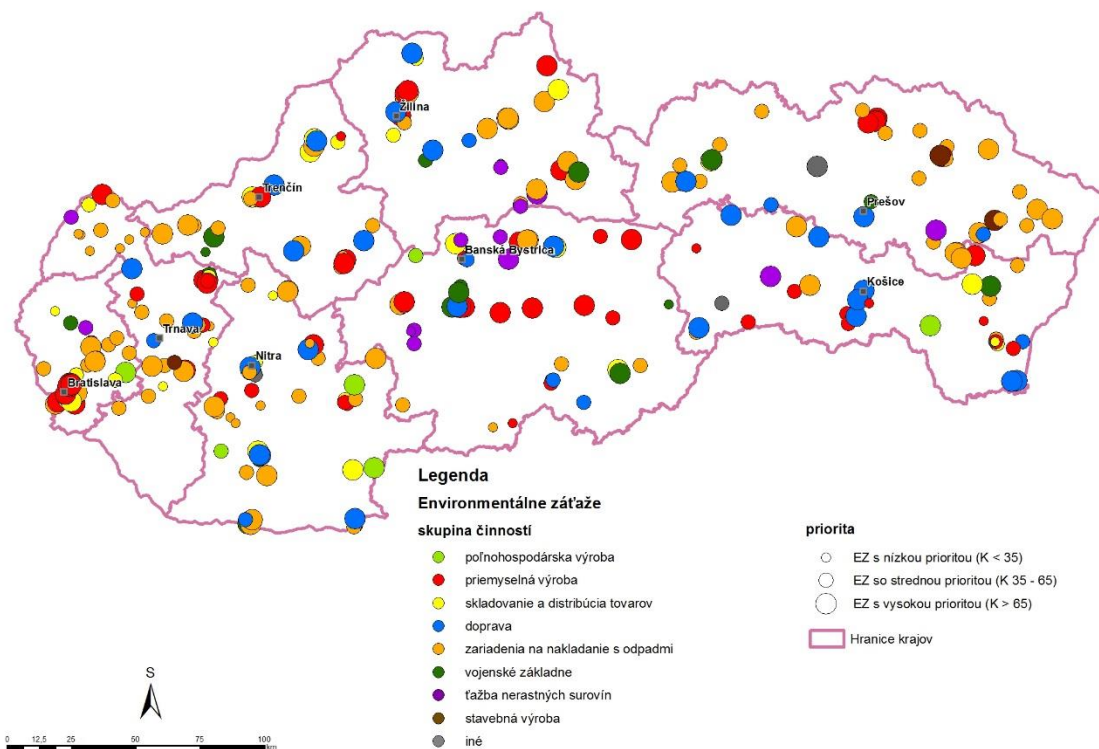 Žilina
Trenčín
Prešov
Banská Bystrica
Košice
Trnava
Nitra
Bratislava
Legenda
Environmentálne záťaže
skupina činností
poľnohospodárska výroba
priemyselná výroba
skladovanie a distribúcia tovarov
doprava
zariadenia na nakladanie s odpadmi
vojenské základne
ťažba nerastných surovín
stavebná výroba
iné
priorita
EZ s nízkou prioritou (K < 35)
EZ so strednou prioritou (K 35 - 65)
EZ s vysokou prioritou (K > 65)
Hranice krajov
S
0 12,5 25 50 75 100
km